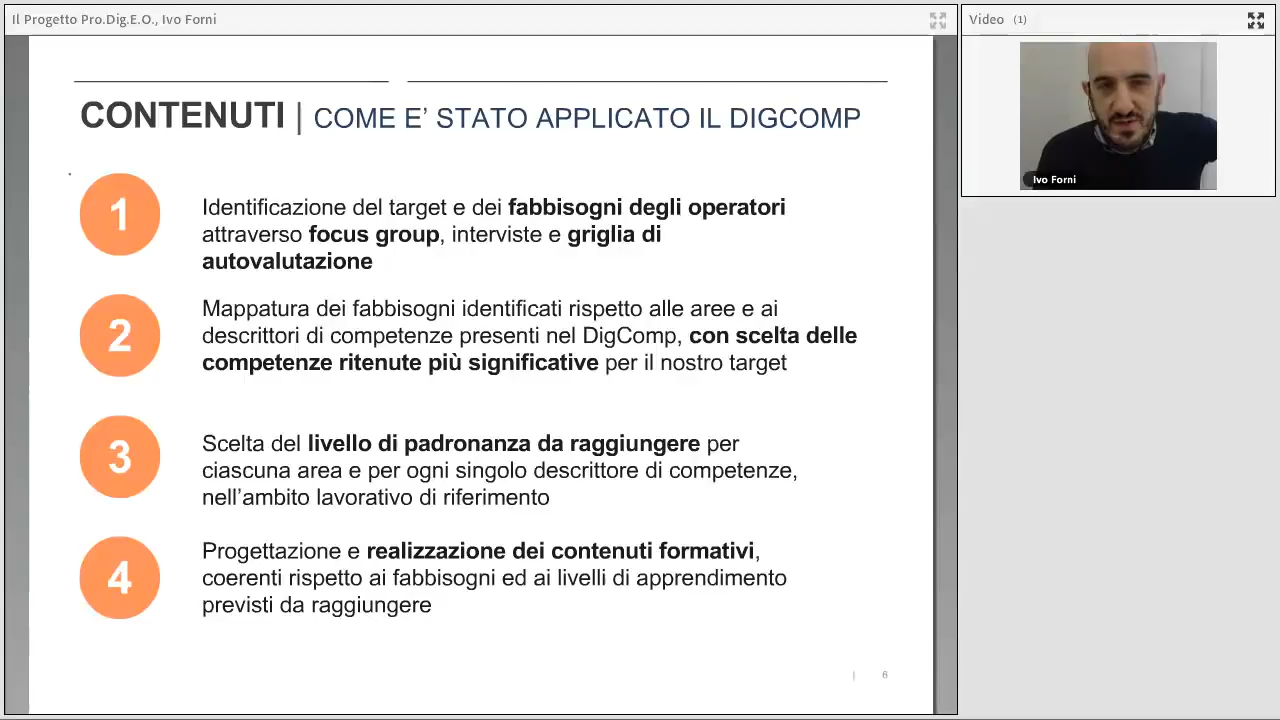 Il Progetto Pro.Dig.E.O., Ivo Forni
Video (1)
Ivo Forni
CONTENUTI | COME E’ STATO APPLICATO IL DIGCOMP
1
Identificazione del target e dei fabbisogni degli operatori
attraverso focus group, interviste e griglia di
autovalutazione
2
Mappatura dei fabbisogni identificati rispetto alle aree e ai
descrittori di competenze presenti nel DigComp, con scelta delle
competenze ritenute più significative per il nostro target
3
Scelta del livello di padronanza da raggiungere per
ciascuna area e per ogni singolo descrittore di competenze,
nell’ambito lavorativo di riferimento
4
Progettazione e realizzazione dei contenuti formativi,
coerenti rispetto ai fabbisogni ed ai livelli di apprendimento
previsti da raggiungere
| 6